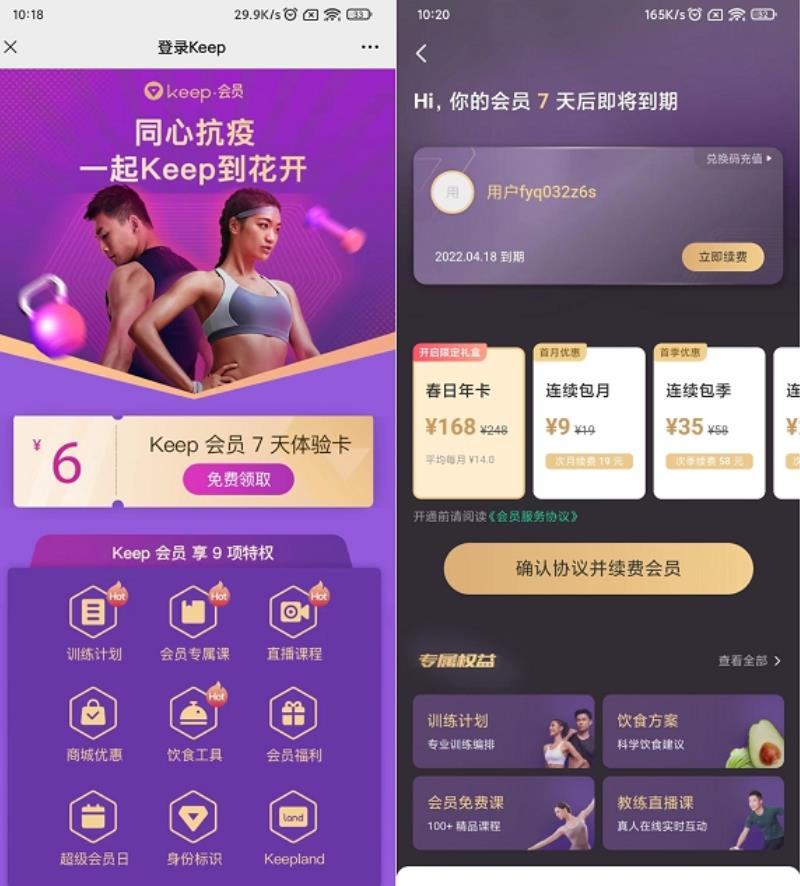 10:18
29.9K/s
33
登录Keep
keep·会员
同心抗疫
一起Keep到花开
¥
6
Keep 会员 7 天体验卡
免费领取
Keep 会员 享 9 项特权
Hot
Hot
Hot
训练计划
会员专属课
直播课程
Hot
商城优惠
饮食工具
会员福利
land
超级会员日
身份标识
Keepland
10:20
165K/s
32
Hi, 你的会员 7 天后即将到期
兑换码充值
用
用户fyq032z6s
2022.04.18 到期
立即续费
开启限定礼盒
首月优惠
首季优惠
春日年卡
连续包月
连续包季
连
¥168 ¥248
¥9 ¥19
¥35 ¥58
¥
平均每月 ¥14.0
次月续费 19 元
次季续费 58 元
开通前请阅读《会员服务协议》
确认协议并续费会员
专属权益
查看全部
训练计划
专业训练编排
饮食方案
科学饮食建议
会员免费课
100+ 精品课程
教练直播课
真人在线实时互动